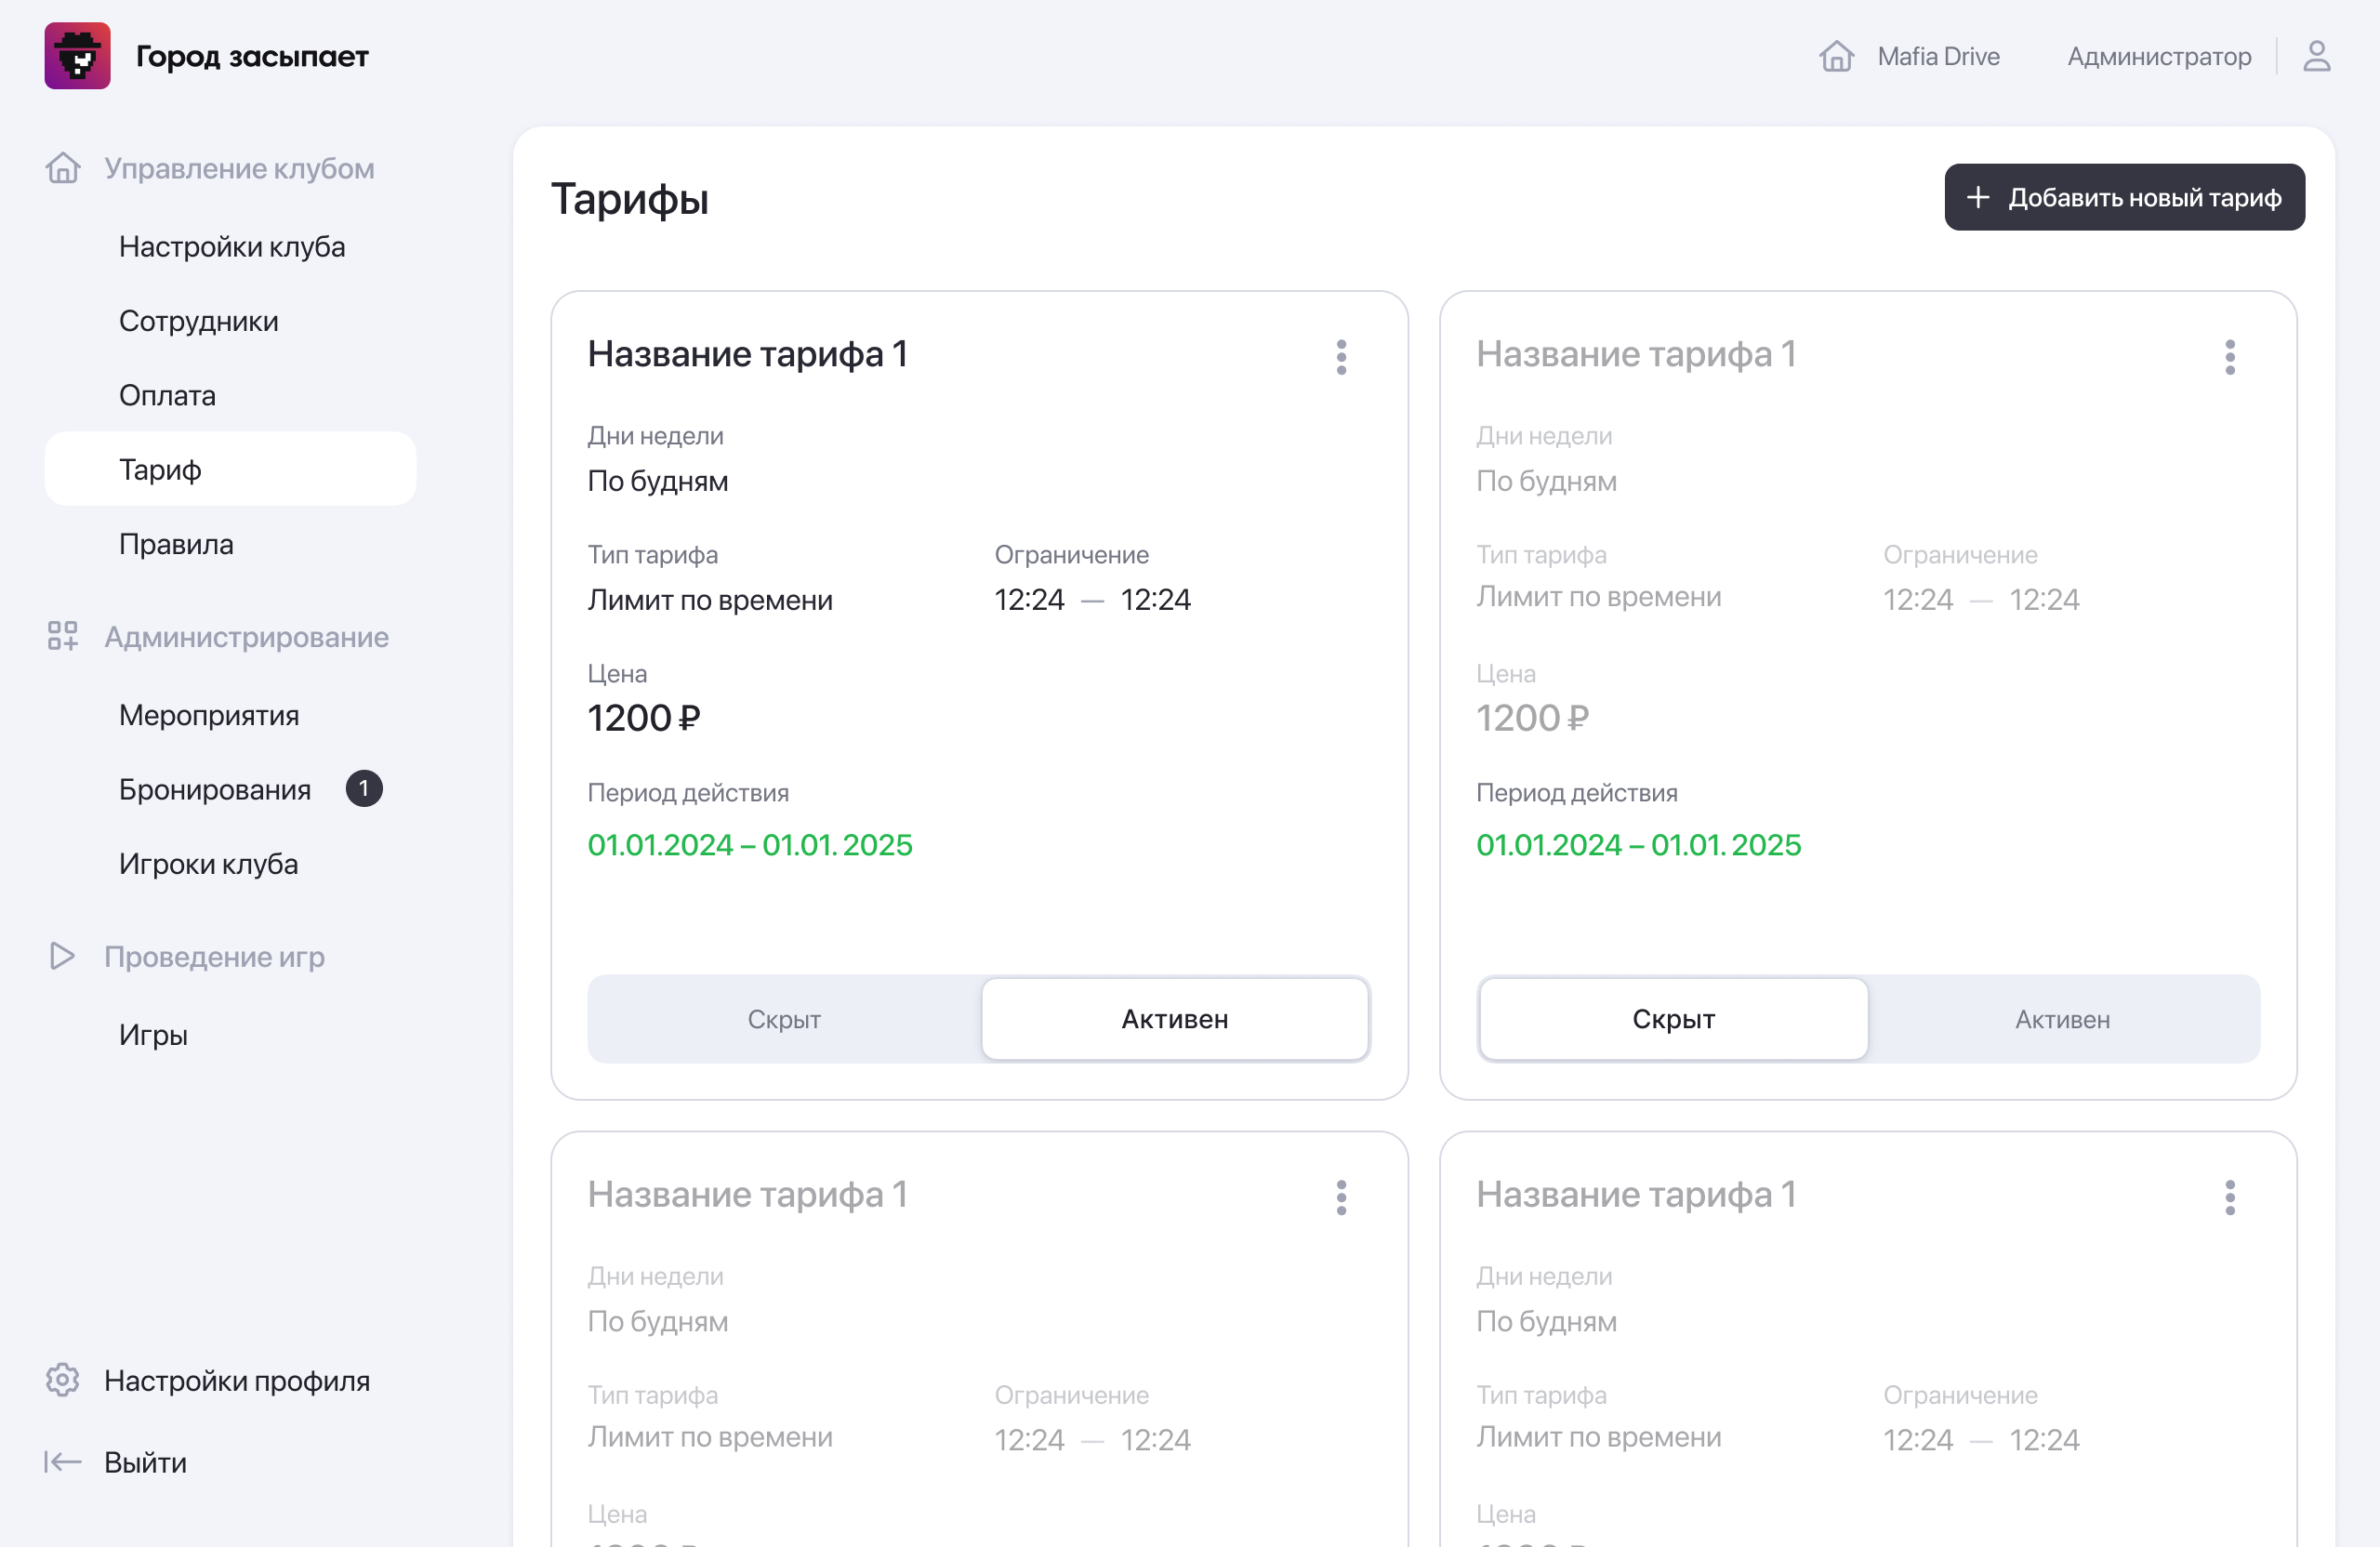 Город засыпает
Mafia Drive
Администратор
Управление клубом
Настройки клуба
Сотрудники
Оплата
Тариф
Правила
Администрирование
Мероприятия
Бронирования 1
Игроки клуба
Проведение игр
Игры
Настройки профиля
Выйти
Тарифы
+ Добавить новый тариф
Название тарифа 1
Дни недели
По будням
Тип тарифа
Лимит по времени
Ограничение
12:24 — 12:24
Цена
1200 ₽
Период действия
01.01.2024 – 01.01. 2025
Скрыт
Активен
Название тарифа 1
Дни недели
По будням
Тип тарифа
Лимит по времени
Ограничение
12:24 — 12:24
Цена
1200 ₽
Период действия
01.01.2024 – 01.01. 2025
Скрыт
Активен
Название тарифа 1
Дни недели
По будням
Тип тарифа
Лимит по времени
Ограничение
12:24 — 12:24
Цена
Название тарифа 1
Дни недели
По будням
Тип тарифа
Лимит по времени
Ограничение
12:24 — 12:24
Цена